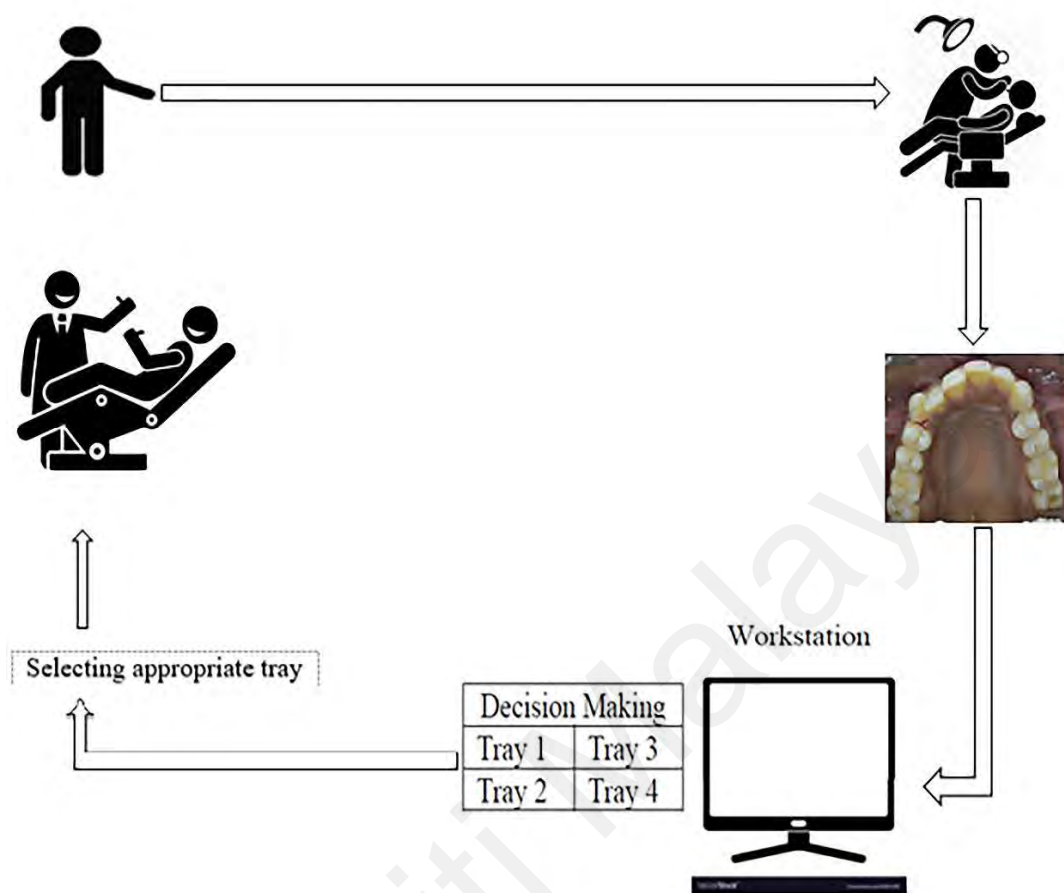 Workstation
Selecting appropriate tray
Decision Making
Tray 1 Tray 3
Tray 2 Tray 4